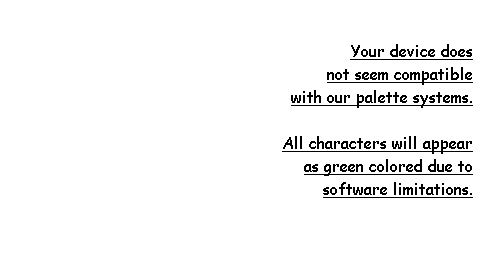 Your device does
not seem compatible
with our palette systems.
All characters will appear
as green colored due to
software limitations.